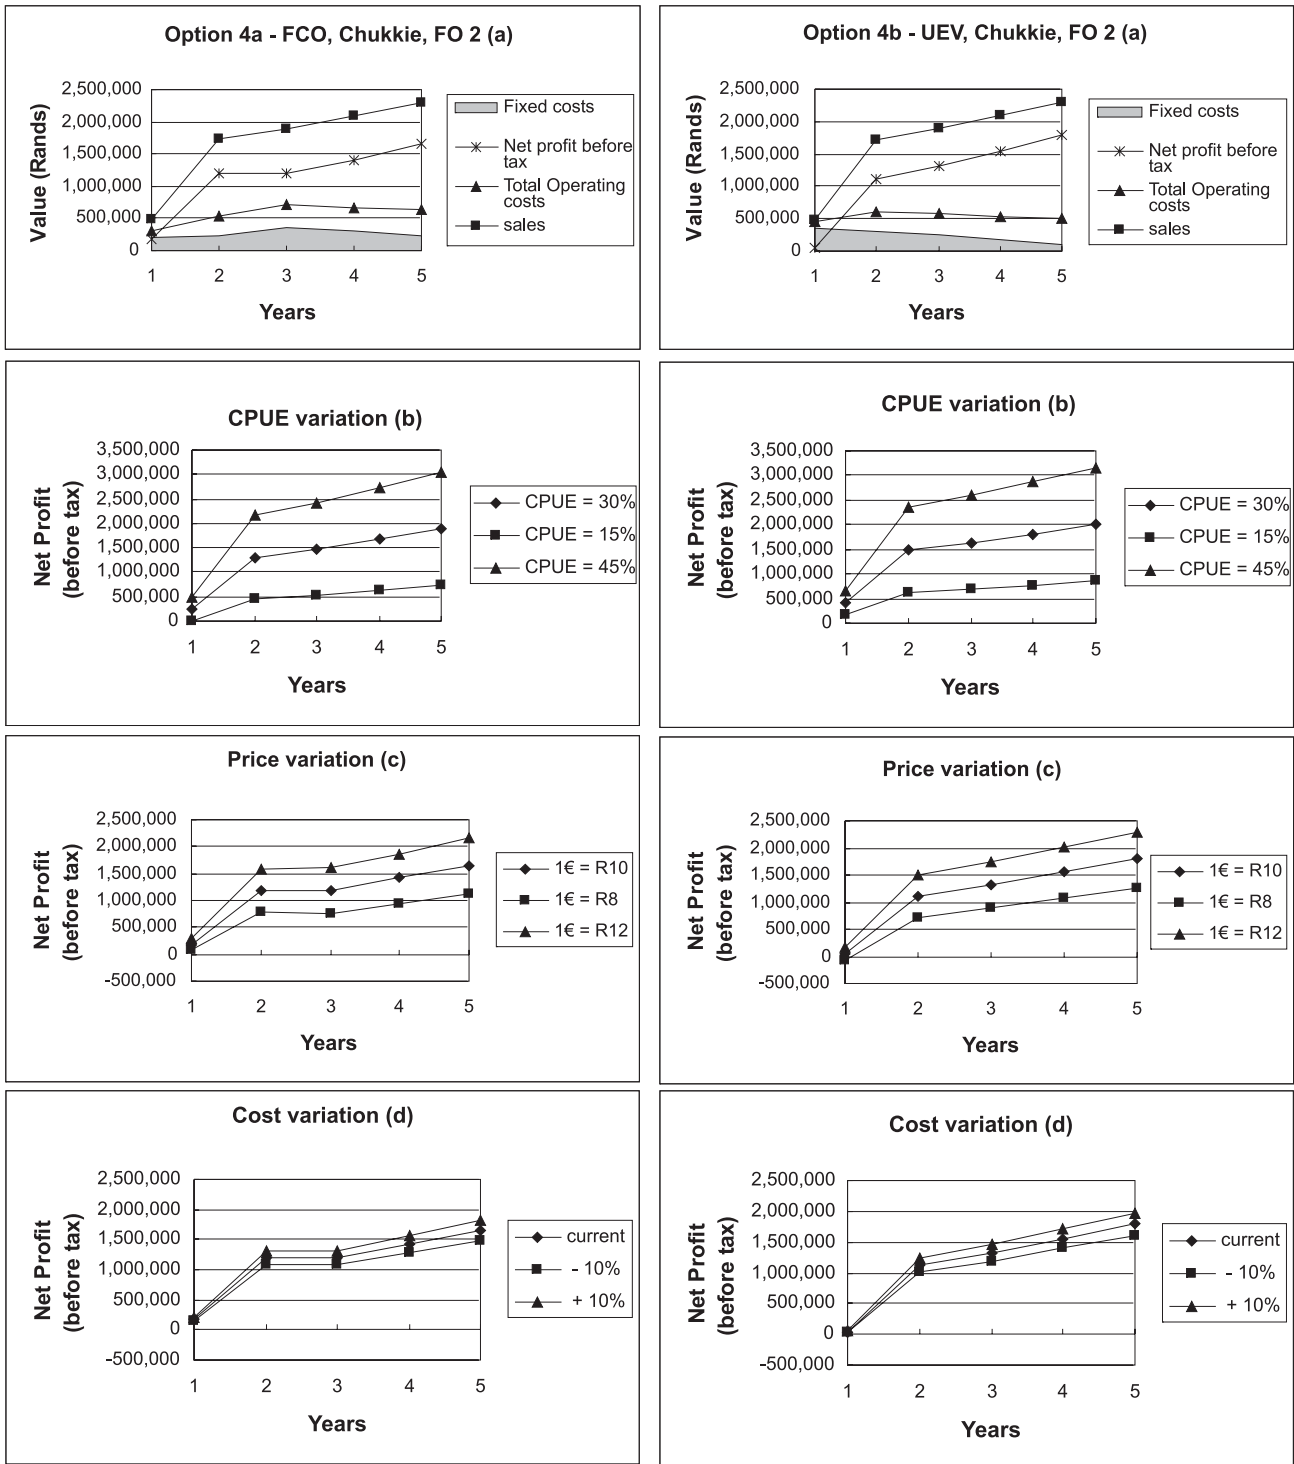 Option 4a - FCO, Chukkie, FO 2 (a)
Value (Rands)
2,500,000
2,000,000
1,500,000
1,000,000
500,000
0
1 2 3 4 5
Years
Fixed costs
Net profit before
tax
Total Operating
costs
sales
Option 4b - UEV, Chukkie, FO 2 (a)
Value (Rands)
2,500,000
2,000,000
1,500,000
1,000,000
500,000
0
1 2 3 4 5
Years
Fixed costs
Net profit before
tax
Total Operating
costs
sales
CPUE variation (b)
Net Profit
(before tax)
3,500,000
3,000,000
2,500,000
2,000,000
1,500,000
1,000,000
500,000
0
1 2 3 4 5
Years
CPUE = 30%
CPUE = 15%
CPUE = 45%
CPUE variation (b)
Net Profit
(before tax)
3,500,000
3,000,000
2,500,000
2,000,000
1,500,000
1,000,000
500,000
0
1 2 3 4 5
Years
CPUE = 30%
CPUE = 15%
CPUE = 45%
Price variation (c)
Net Profit
(before tax)
2,500,000
2,000,000
1,500,000
1,000,000
500,000
0
-500,000
1 2 3 4 5
Years
1€ = R10
1€ = R8
1€ = R12
Price variation (c)
Net Profit
(before tax)
2,500,000
2,000,000
1,500,000
1,000,000
500,000
0
-500,000
1 2 3 4 5
Years
1€ = R10
1€ = R8
1€ = R12
Cost variation (d)
Net Profit
(before tax)
2,500,000
2,000,000
1,500,000
1,000,000
500,000
0
-500,000
1 2 3 4 5
Years
current
- 10%
+ 10%
Cost variation (d)
Net Profit
(before tax)
2,500,000
2,000,000
1,500,000
1,000,000
500,000
0
-500,000
1 2 3 4 5
Years
current
- 10%
+ 10%